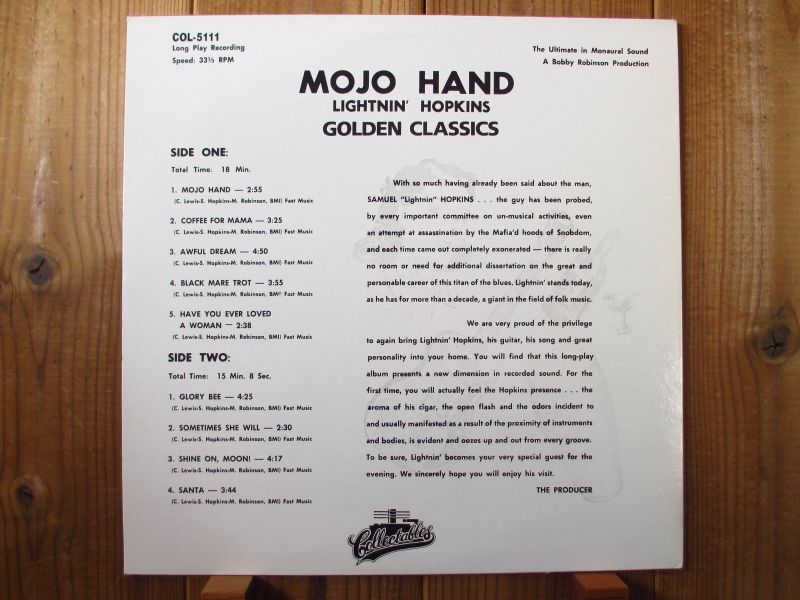 COL-5111
Long Play Recording
Speed: 33⅓ RPM
The Ultimate in Monaural Sound
A Bobby Robinson Production
MOJO HAND
LIGHTNIN' HOPKINS
GOLDEN CLASSICS
SIDE ONE:
Total Time: 18 Min.
1. MOJO HAND — 2:55
(C. Lewis-S. Hopkins-M. Robinson, BMI) Fast Music
2. COFFEE FOR MAMA — 3:25
(C. Lewis-S. Hopkins-M. Robinson, BMI) Fast Music
3. AWFUL DREAM — 4:50
(C. Lewis-S. Hopkins-M. Robinson, BMI) Fast Music
4. BLACK MARE TROT — 3:55
(C. Lewis-S. Hopkins-M. Robinson, BMI) Fast Music
5. HAVE YOU EVER LOVED
A WOMAN — 2:38
(C. Lewis-S. Hopkins-M. Robinson, BMI) Fast Music
SIDE TWO:
Total Time: 15 Min. 8 Sec.
1. GLORY BEE — 4:25
(C. Lewis-S. Hopkins-M. Robinson, BMI) Fast Music
2. SOMETIMES SHE WILL — 2:30
(C. Lewis-S. Hopkins-M. Robinson, BMI) Fast Music
3. SHINE ON, MOON! — 4:17
(C. Lewis-S. Hopkins-M. Robinson, BMI) Fast Music
4. SANTA — 3:44
(C. Lewis-S. Hopkins-M. Robinson, BMI) Fast Music
With so much having already been said about the man,
SAMUEL "Lightnin" HOPKINS . . . the guy has been probed,
by every important committee on un-musical activities, even
an attempt at assassination by the Mafia'd hoods of Snobdom,
and each time came out completely exonerated — there is really
no room or need for additional dissertation on the great and
personable career of this titan of the blues. Lightnin' stands today,
as he has for more than a decade, a giant in the field of folk music.
We are very proud of the privilege
to again bring Lightnin' Hopkins, his guitar, his song and great
personality into your home. You will find that this long-play
album presents a new dimension in recorded sound. For the
first time, you will actually feel the Hopkins presence . . . the
aroma of his cigar, the open flash and the odors incident to
and usually manifested as a result of the proximity of instruments
and bodies, is evident and oozes up and out from every groove.
To be sure, Lightnin' becomes your very special guest for the
evening. We sincerely hope you will enjoy his visit.
THE PRODUCER
Collectables